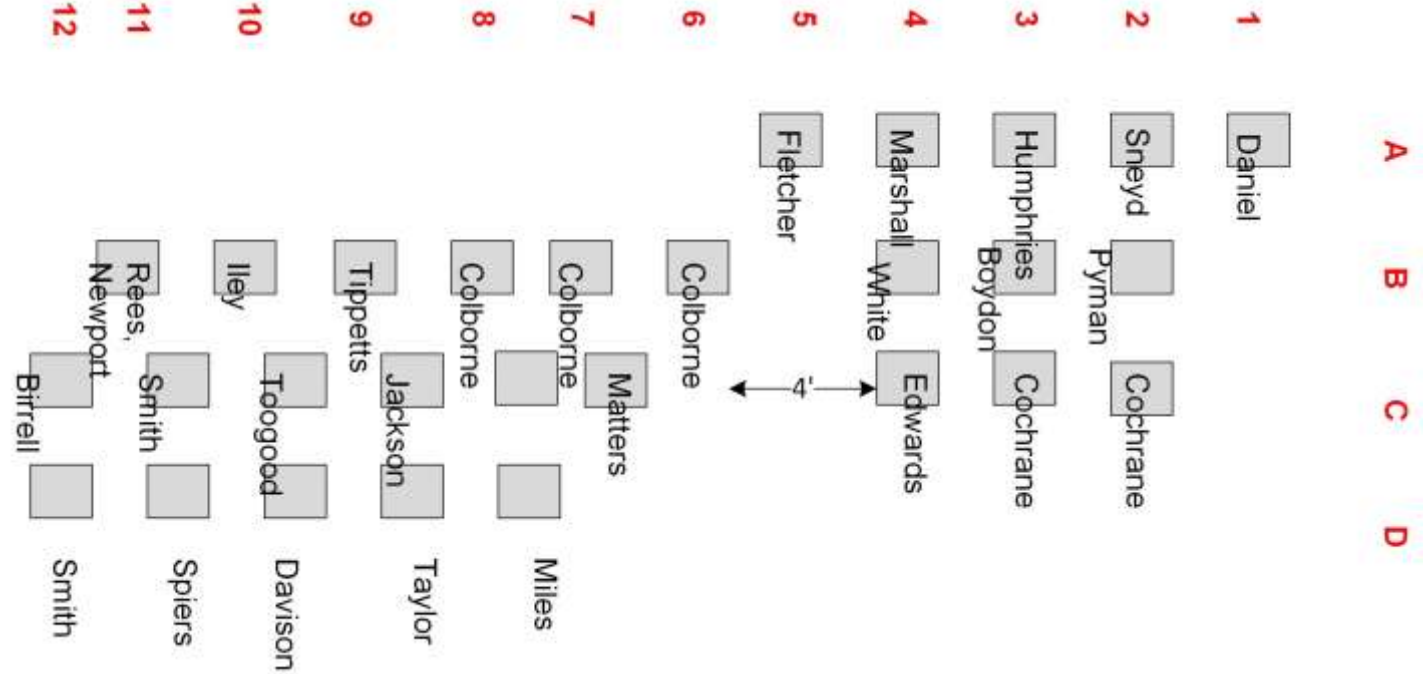 A
B
C
D
1
2
3
4
5
6
7
8
9
10
11
12
Daniel
Sneyd
Humphries
Marshall
Fletcher
Pyman
Boydon
White
Colborne
Colborne
Colborne
Tippetts
Iley
Rees,
Newport
Cochrane
Cochrane
Edwards
4'
Matters
Jackson
Toogood
Smith
Birrell
Miles
Taylor
Davison
Spiers
Smith